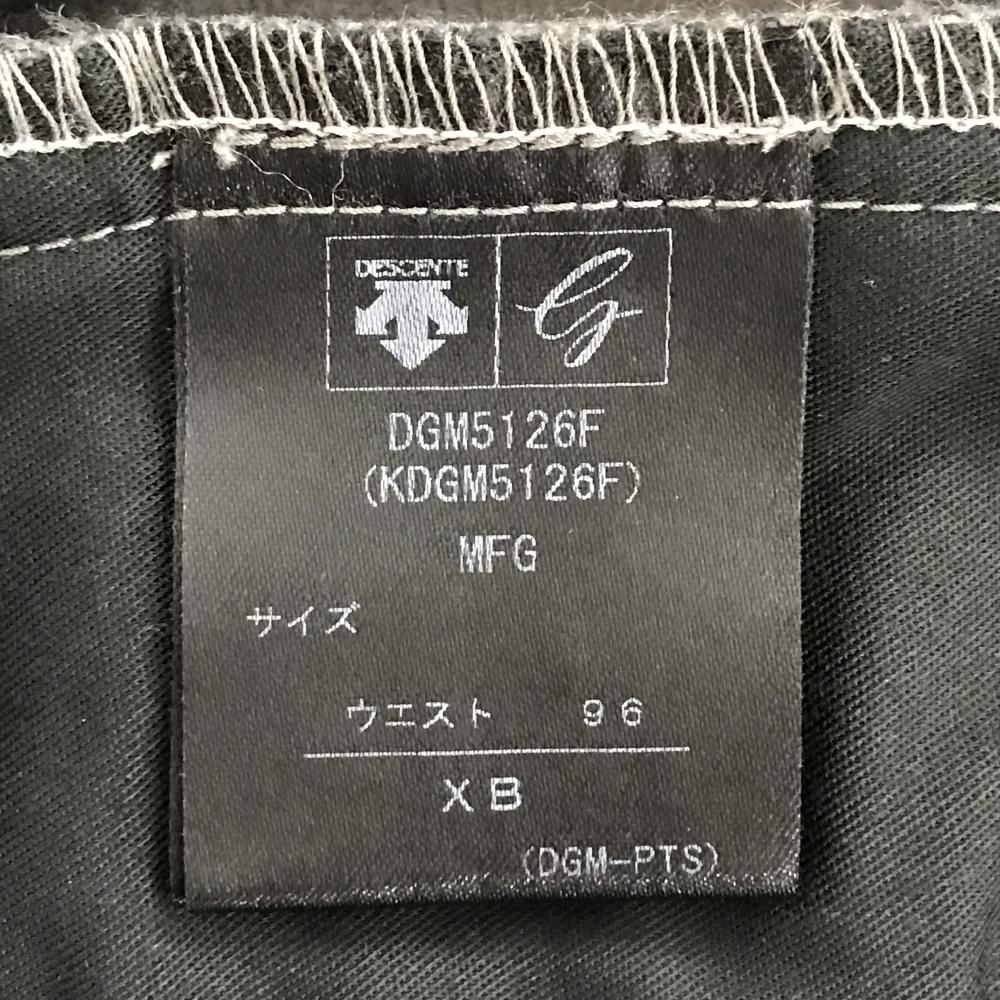 DESCENTE
G
DGM5126F
(KDGM5126F)
MFG
サイズ
ウエスト 96
XB
(DGM-PTS)